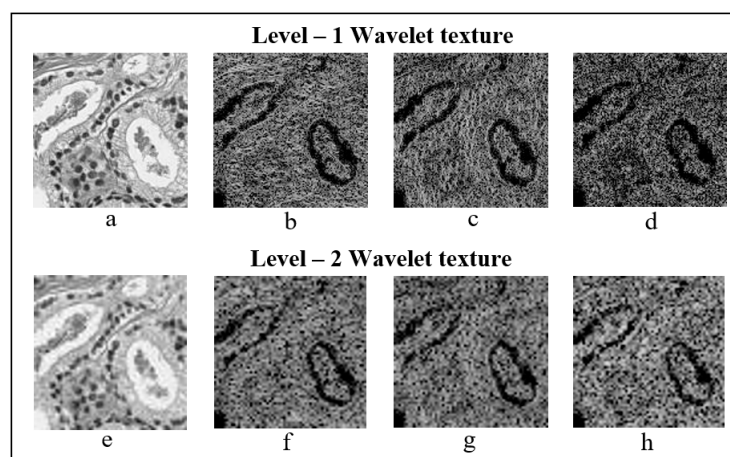 Level – 1 Wavelet texture
a b c d
Level – 2 Wavelet texture
e f g h